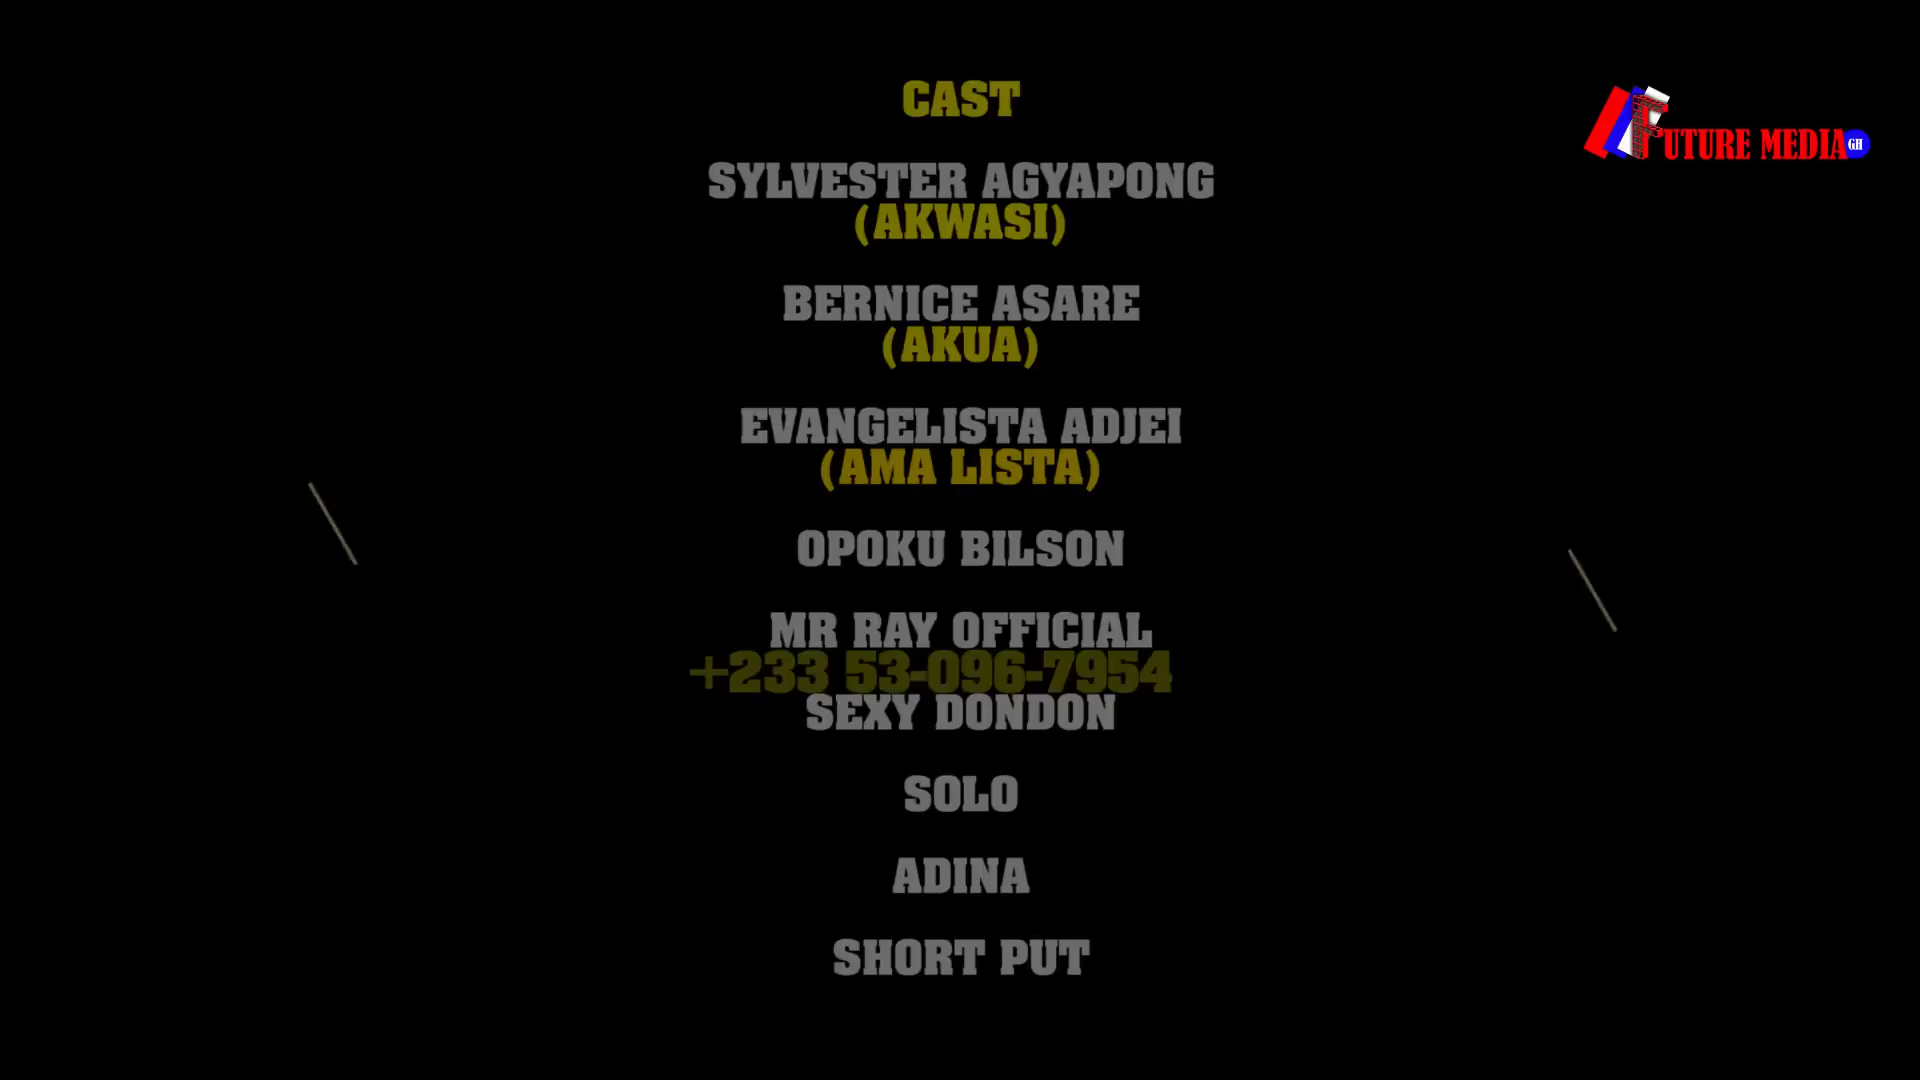 CAST
FUTURE MEDIA GH
SYLVESTER AGYAPONG
(AKWASI)
BERNICE ASARE
(AKUA)
EVANGELISTA ADJEI
(AMA LISTA)
OPOKU BILSON
MR RAY OFFICIAL
+233 53-096-7954
SEXY DONDON
SOLO
ADINA
SHORT PUT